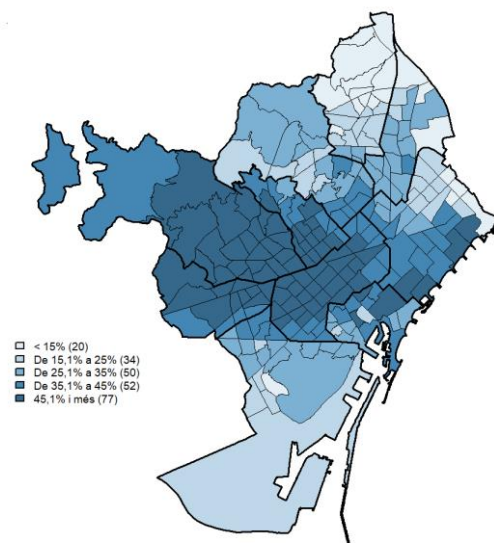 < 15% (20)
De 15,1% a 25% (34)
De 25,1% a 35% (50)
De 35,1% a 45% (52)
45,1% i més (77)